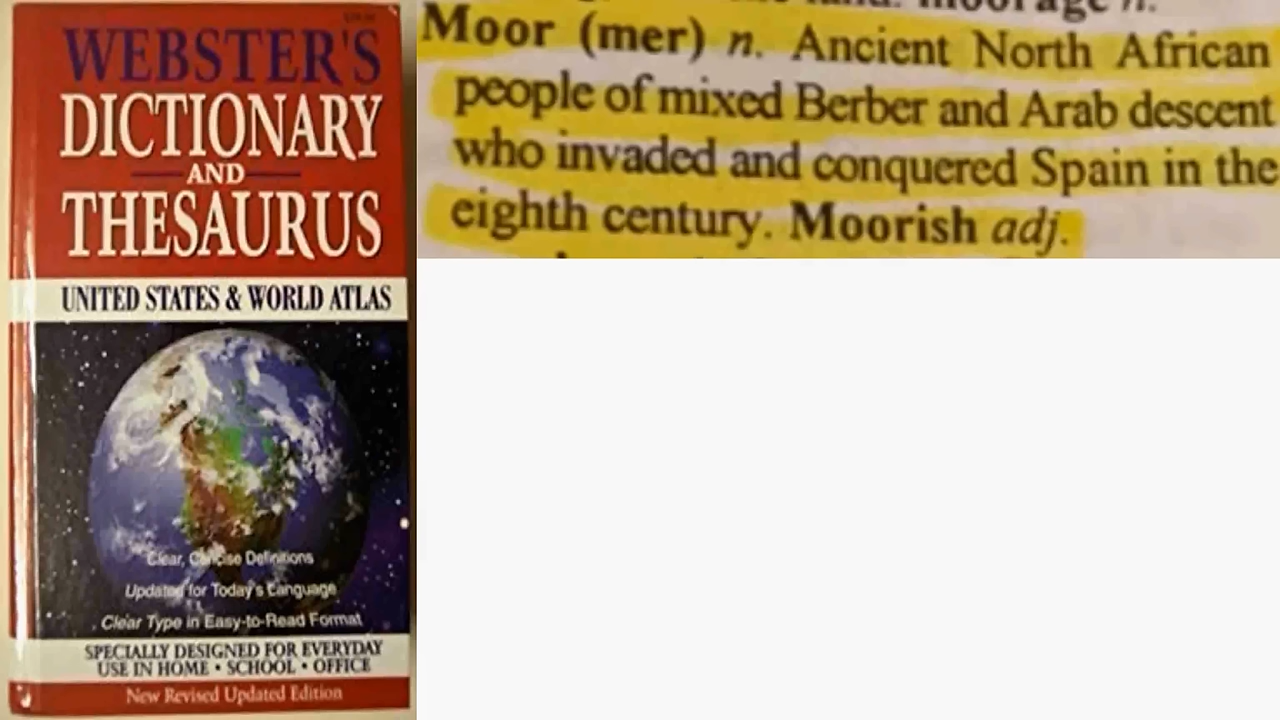 WEBSTER'S
DICTIONARY
AND
THESAURUS
UNITED STATES & WORLD ATLAS
Clear, Concise Definitions
Updated for Today's Language
Clear Type in Easy-to-Read Format
SPECIALLY DESIGNED FOR EVERYDAY
USE IN HOME • SCHOOL • OFFICE
New Revised Updated Edition
moorage n.
Moor (mer) n. Ancient North African
people of mixed Berber and Arab descent
who invaded and conquered Spain in the
eighth century. Moorish adj.